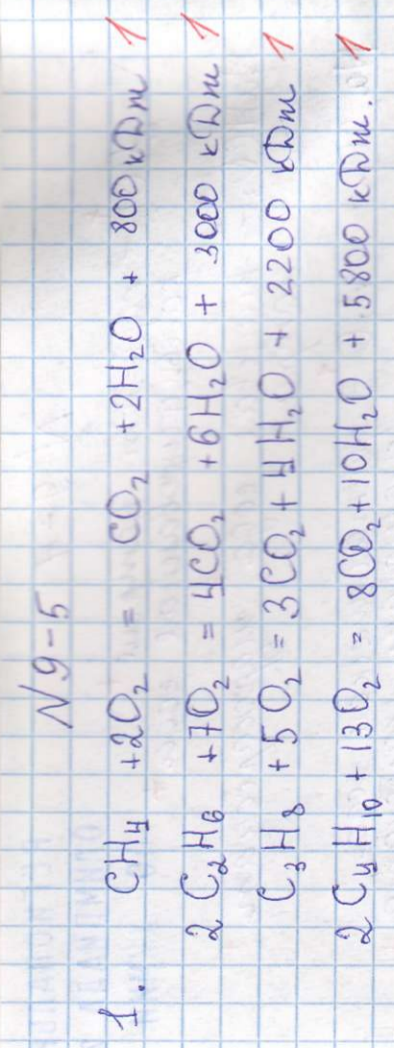 N 9-5
1. CH₄ + 2O₂ = CO₂ + 2H₂O + 800 кДж 1
2C₂H₆ + 7O₂ = 4CO₂ + 6H₂O + 3000 кДж 1
C₃H₈ + 5O₂ = 3CO₂ + 4H₂O + 2200 кДж 1
2C₄H₁₀ + 13O₂ = 8CO₂ + 10H₂O + 5800 кДж. 1